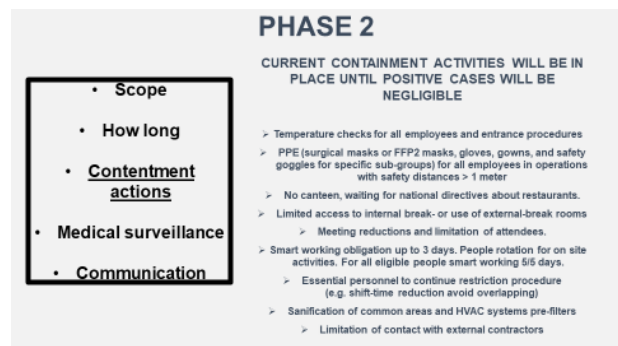 PHASE 2
• Scope
• How long
• Contentment
actions
• Medical surveillance
• Communication
CURRENT CONTAINMENT ACTIVITIES WILL BE IN
PLACE UNTIL POSITIVE CASES WILL BE
NEGLIGIBLE
➢ Temperature checks for all employees and entrance procedures
➢ PPE (surgical masks or FFP2 masks, gloves, gowns, and safety
goggles for specific sub-groups) for all employees in operations
with safety distances > 1 meter
➢ No canteen, waiting for national directives about restaurants.
➢ Limited access to internal break- or use of external-break rooms
➢ Meeting reductions and limitation of attendees.
➢ Smart working obligation up to 3 days. People rotation for on site
activities. For all eligible people smart working 5/5 days.
➢ Essential personnel to continue restriction procedure
(e.g. shift-time reduction avoid overlapping)
➢ Sanification of common areas and HVAC systems pre-filters
➢ Limitation of contact with external contractors